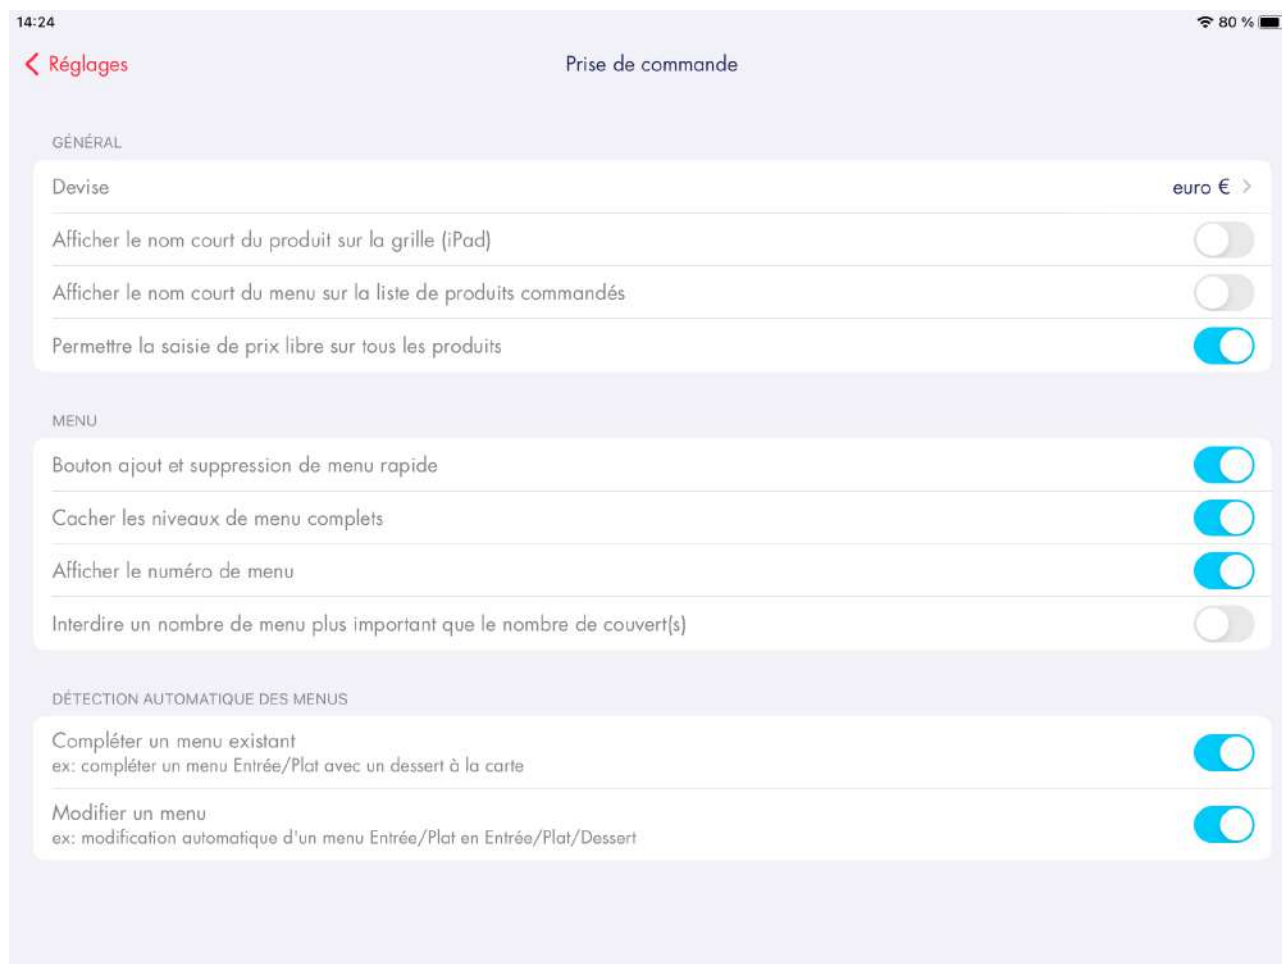 14:24
80 %
Réglages
Prise de commande
GÉNÉRAL
Devise
euro €
Afficher le nom court du produit sur la grille (iPad)
Afficher le nom court du menu sur la liste de produits commandés
Permettre la saisie de prix libre sur tous les produits
MENU
Bouton ajout et suppression de menu rapide
Cacher les niveaux de menu complets
Afficher le numéro de menu
Interdire un nombre de menu plus important que le nombre de couvert(s)
DÉTECTION AUTOMATIQUE DES MENUS
Compléter un menu existant
ex: compléter un menu Entrée/Plat avec un dessert à la carte
Modifier un menu
ex: modification automatique d'un menu Entrée/Plat en Entrée/Plat/Dessert